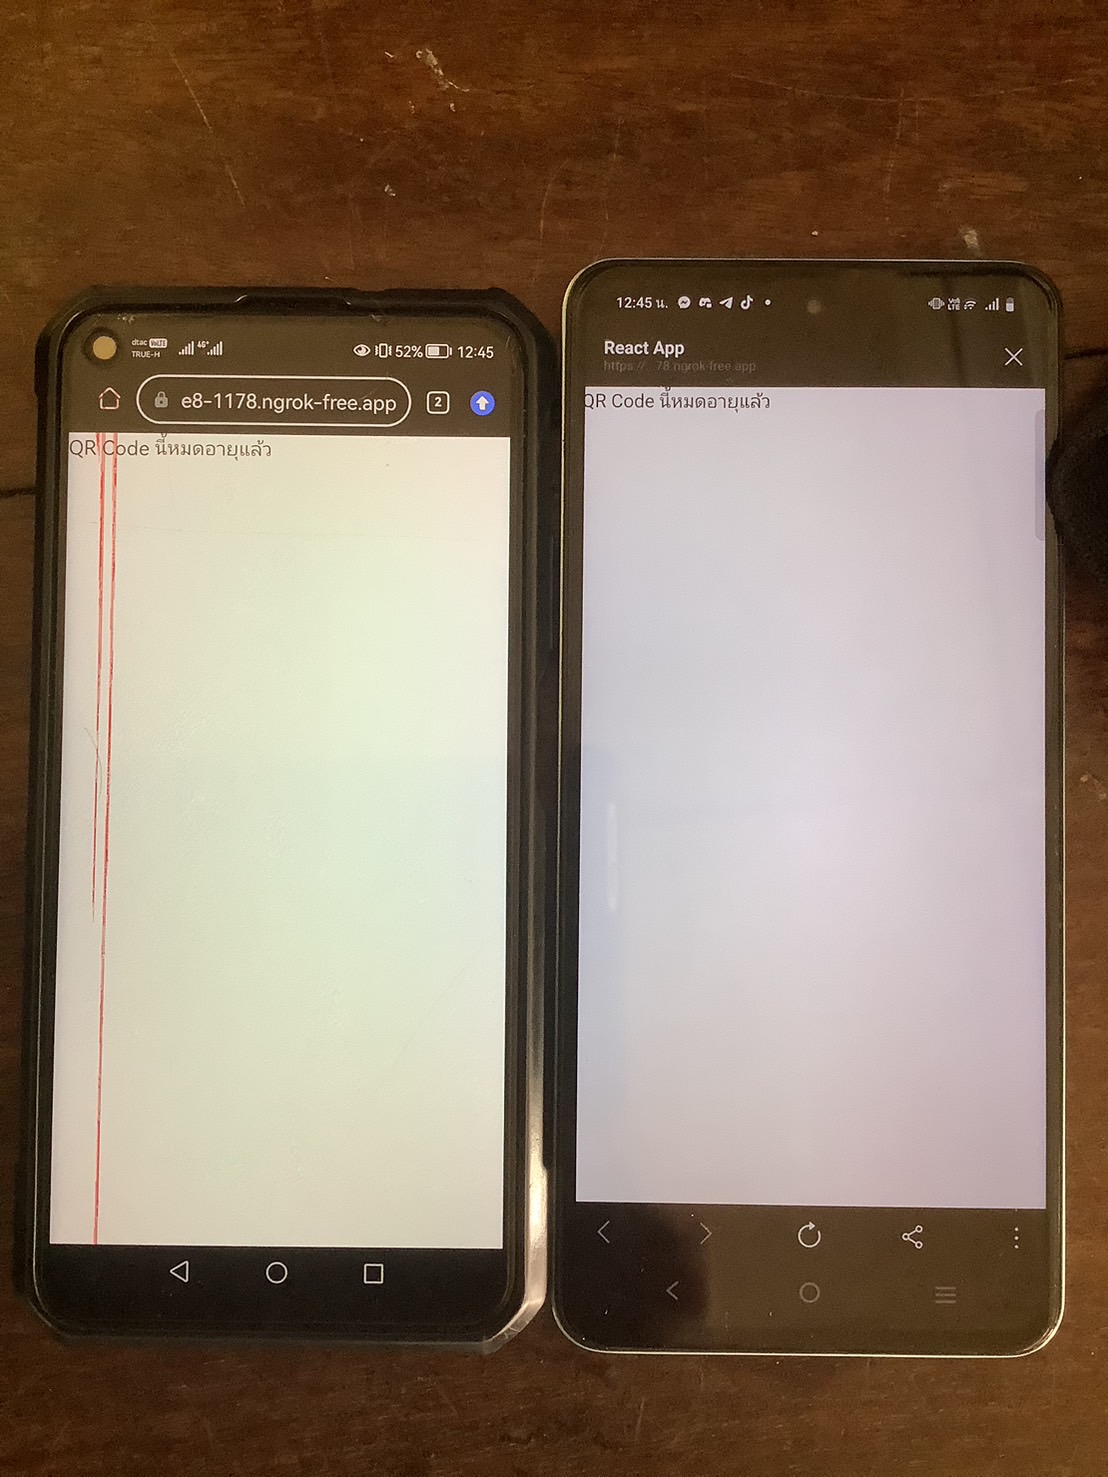 dtac VoLTE
TRUE-H
4G+
52%
12:45
e8-1178.ngrok-free.app
2
QR Code นี้หมดอายุแล้ว
12:45 น.
React App
https://...78.ngrok-free.app
QR Code นี้หมดอายุแล้ว